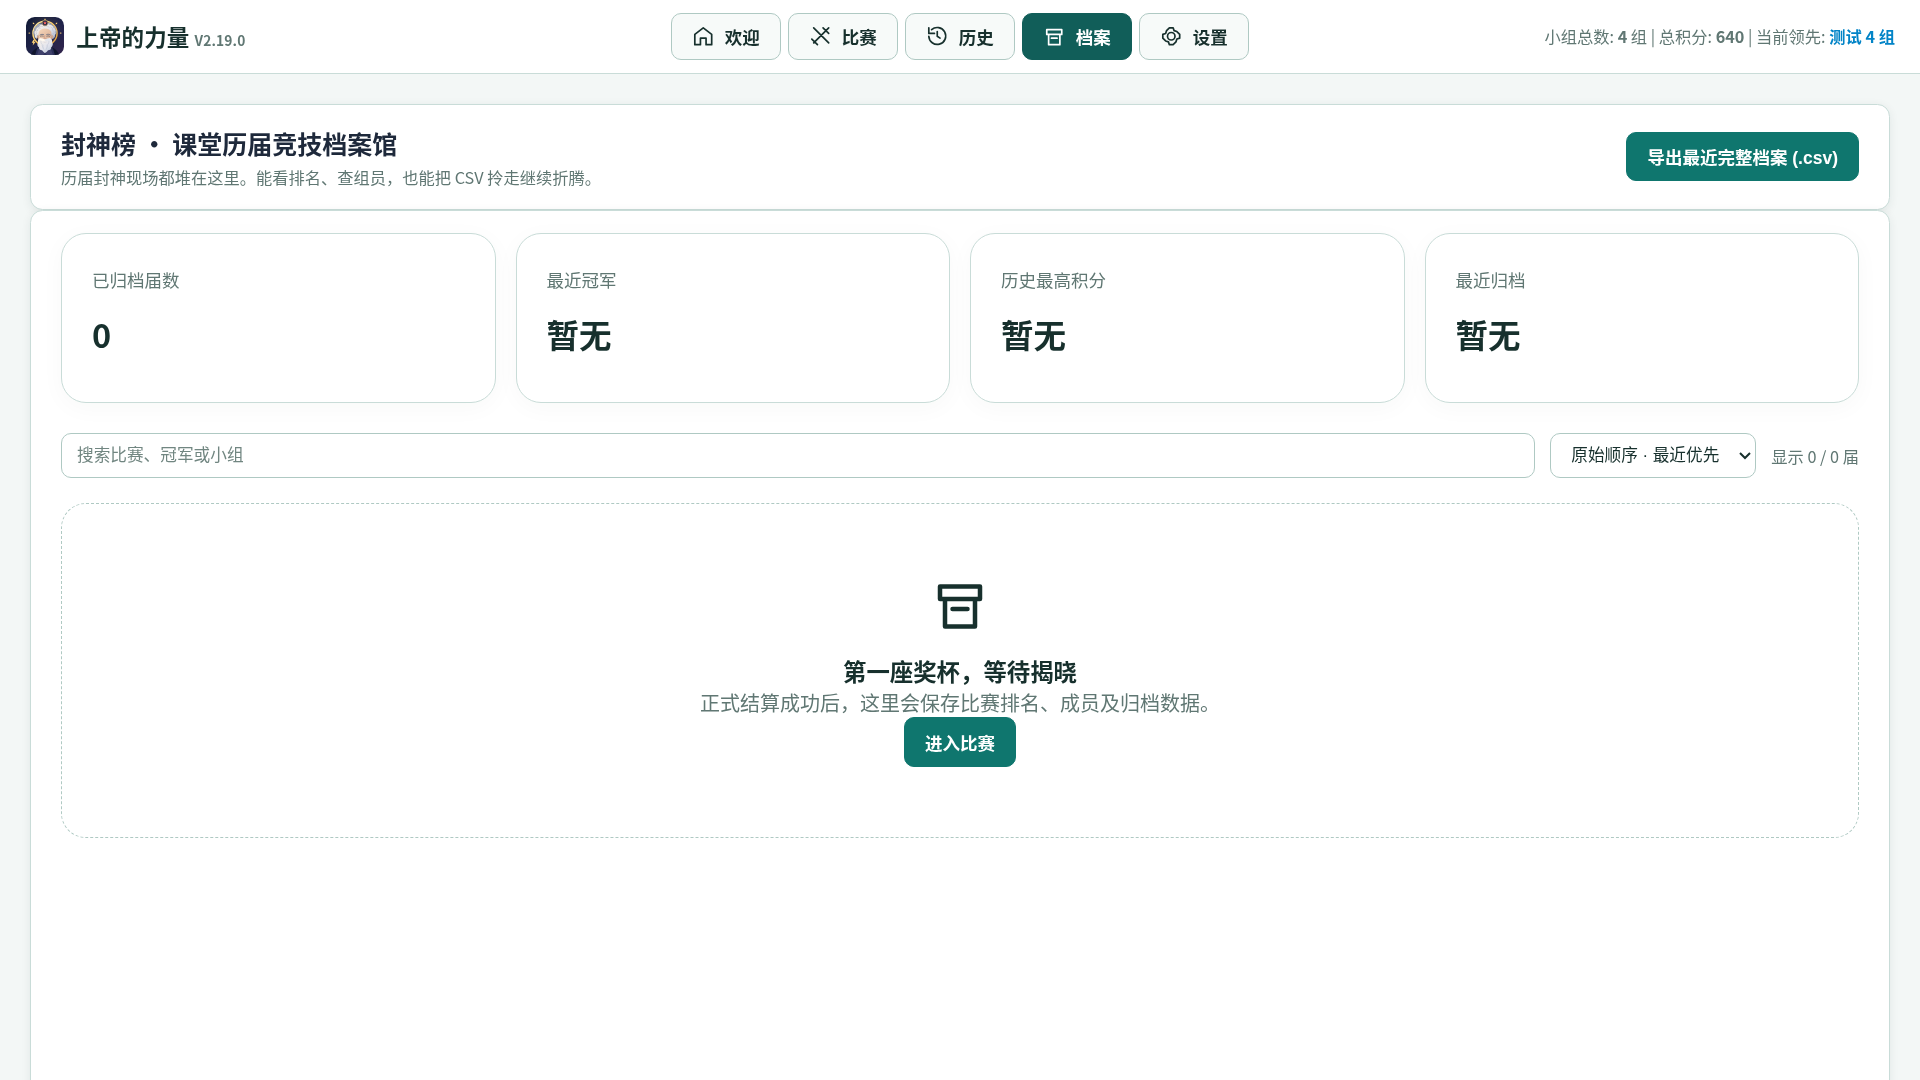 上帝的力量 V2.19.0
欢迎
比赛
历史
档案
设置
小组总数: 4 组 | 总积分: 640 | 当前领先: 测试 4 组
封神榜 · 课堂历届竞技档案馆
历届封神现场都堆在这里。能看排名、查组员，也能把 CSV 拎走继续折腾。
导出最近完整档案 (.csv)
已归档届数
0
最近冠军
暂无
历史最高积分
暂无
最近归档
暂无
搜索比赛、冠军或小组
原始顺序 · 最近优先
显示 0 / 0 届
第一座奖杯，等待揭晓
正式结算成功后，这里会保存比赛排名、成员及归档数据。
进入比赛